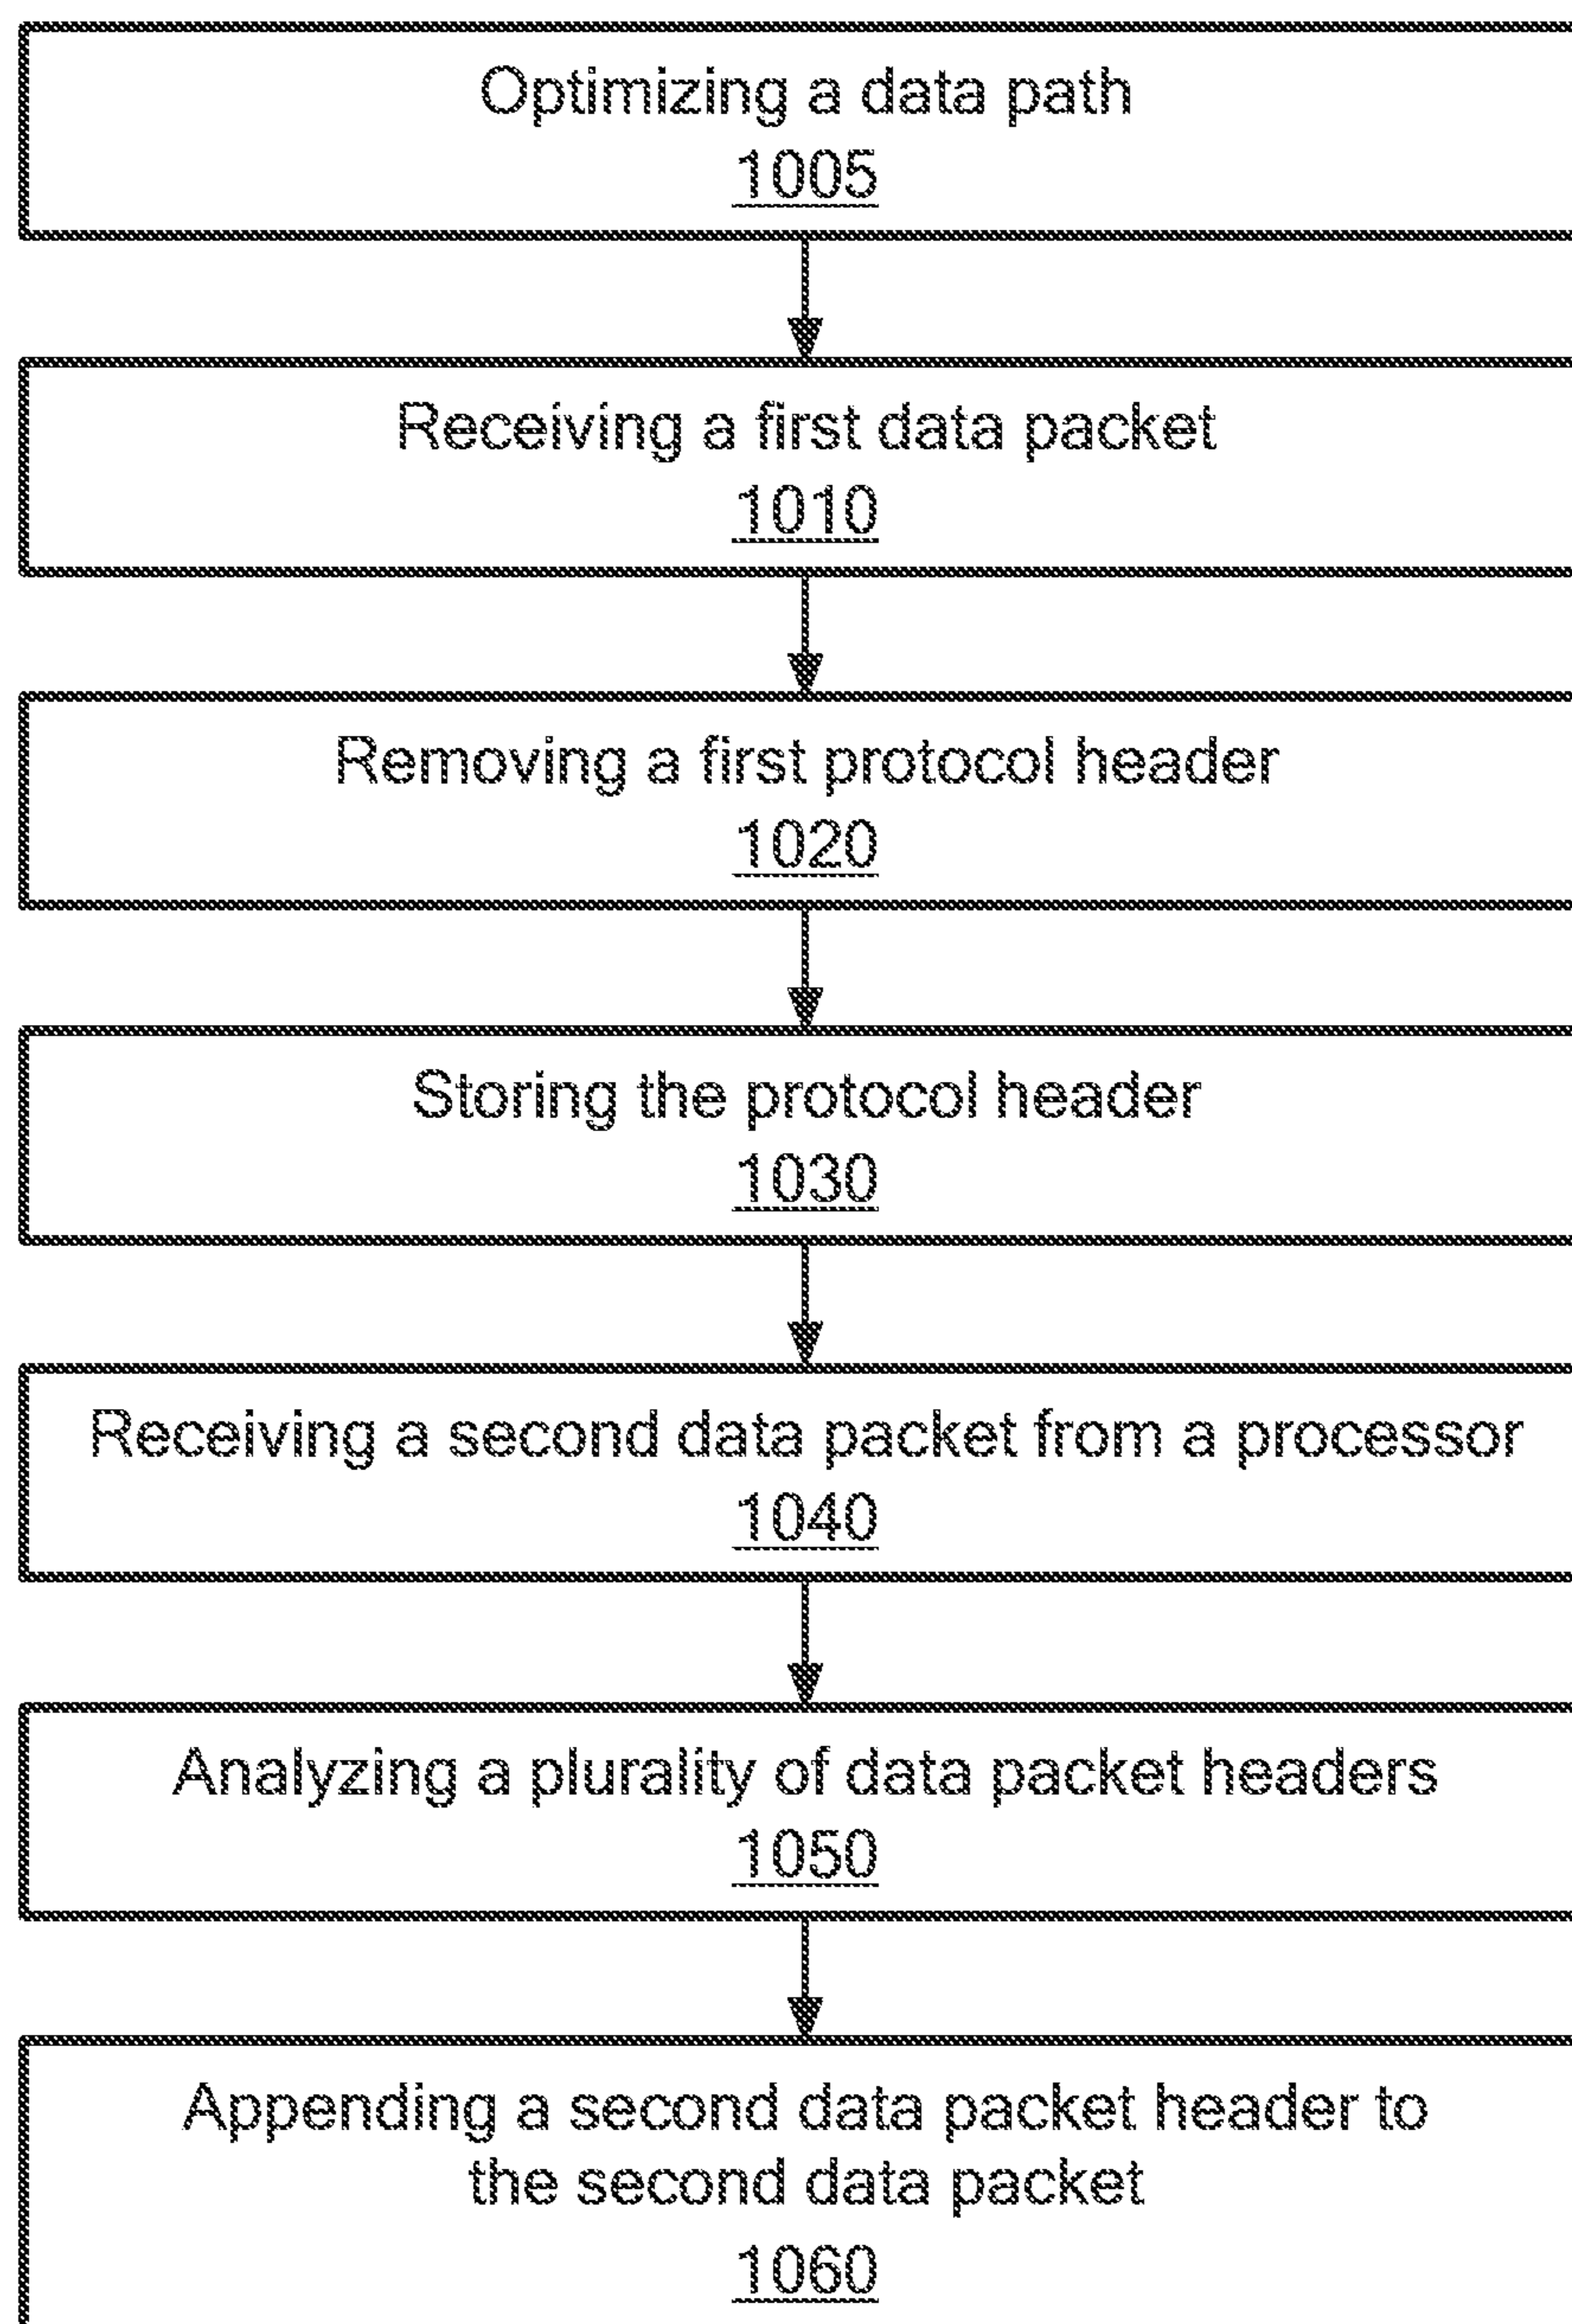 Optimizing a data path
1005
Receiving a first data packet
1010
Removing a first protocol header
1020
Storing the protocol header
1030
Receiving a second data packet from a processor
1040
Analyzing a plurality of data packet headers
1050
Appending a second data packet header to
the second data packet
1060